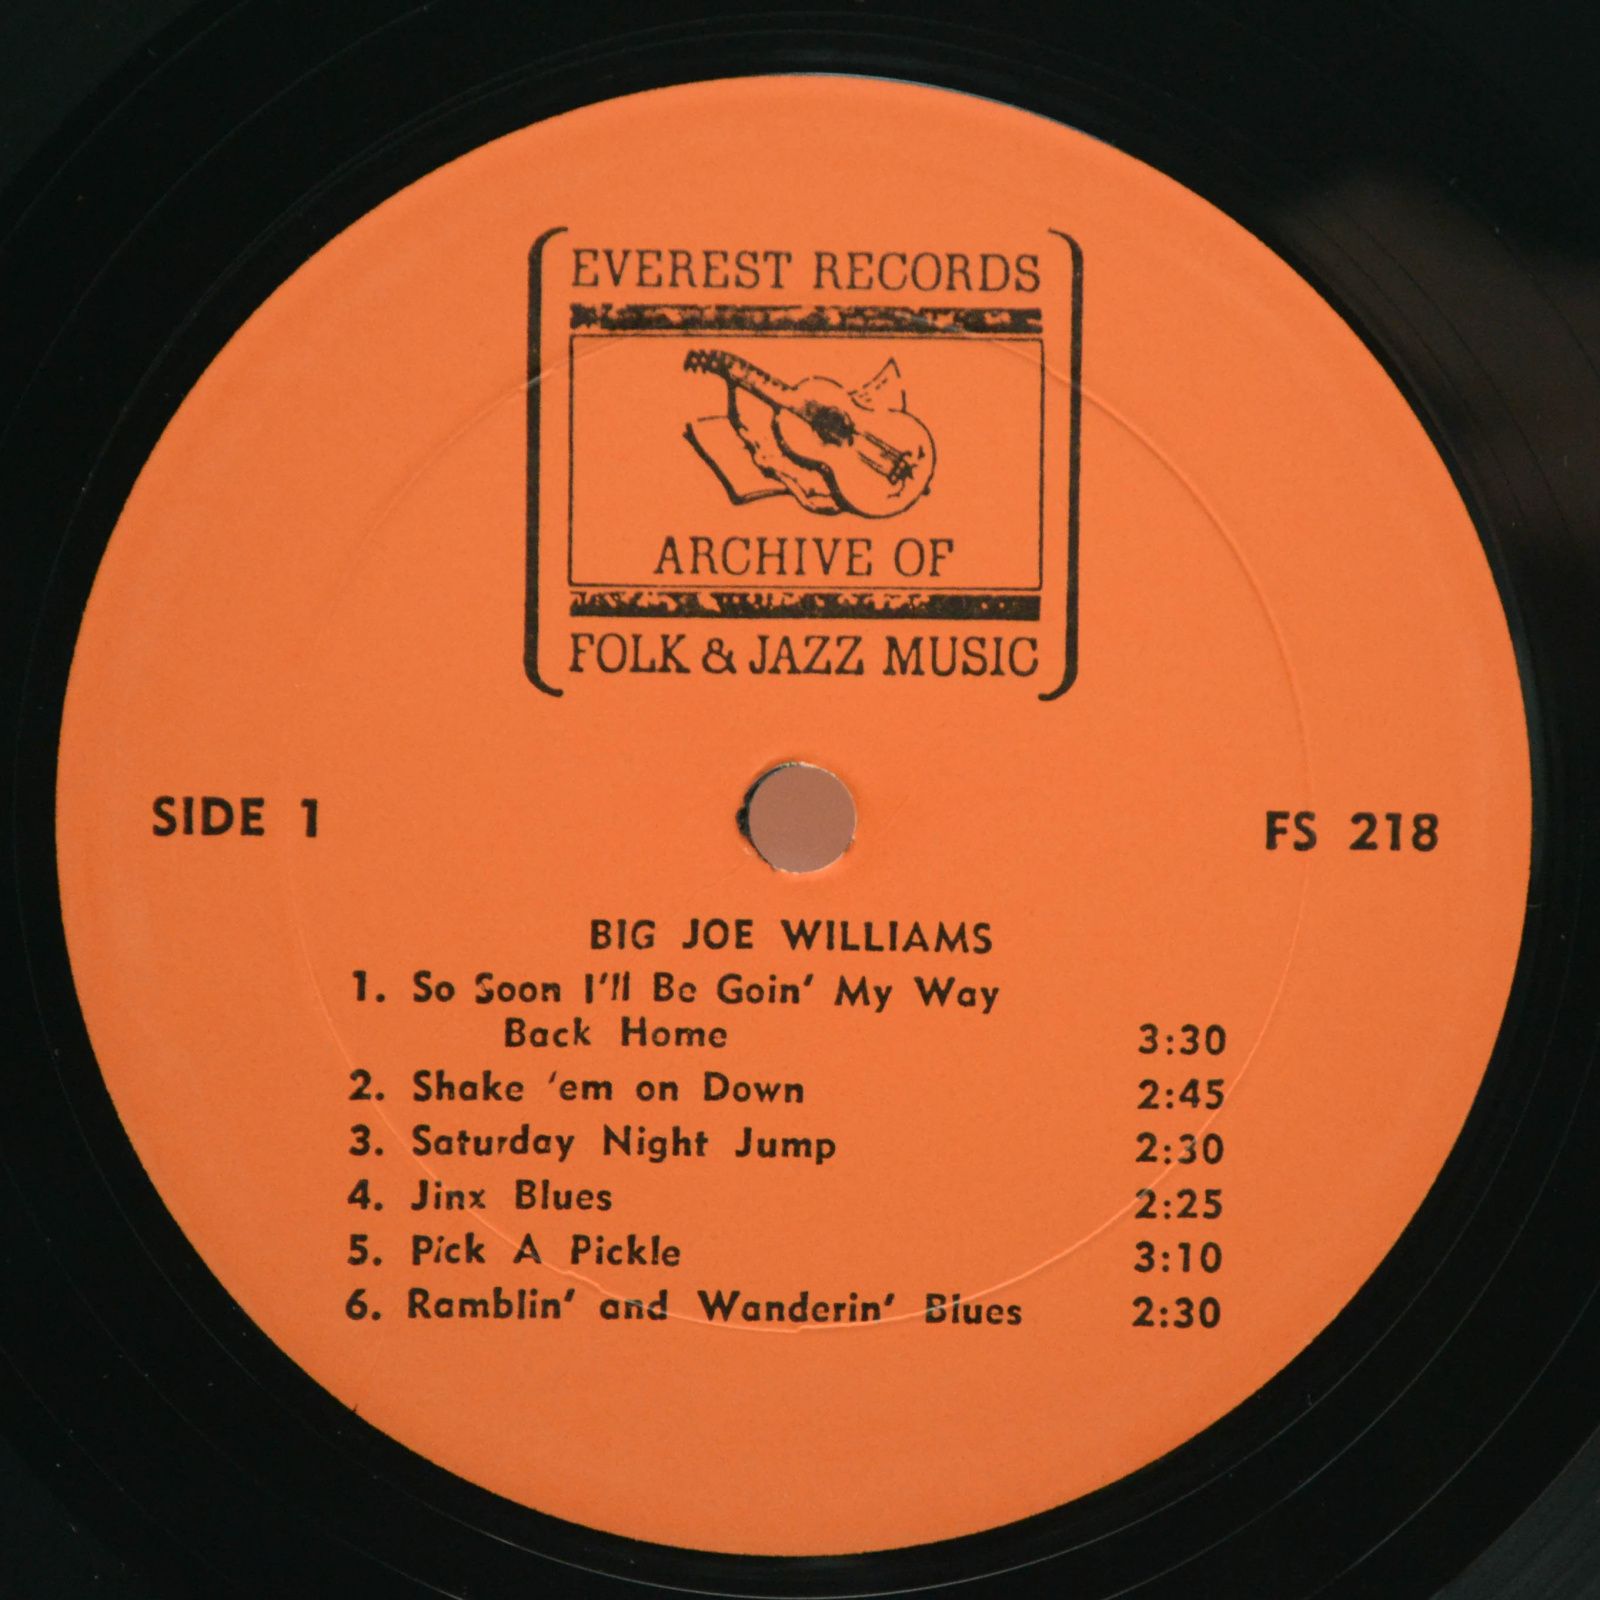 EVEREST RECORDS
ARCHIVE OF
FOLK & JAZZ MUSIC
SIDE 1
FS 218
BIG JOE WILLIAMS
1. So Soon I'll Be Goin' My Way
Back Home 3:30
2. Shake 'em on Down 2:45
3. Saturday Night Jump 2:30
4. Jinx Blues 2:25
5. Pick A Pickle 3:10
6. Ramblin' and Wanderin' Blues 2:30